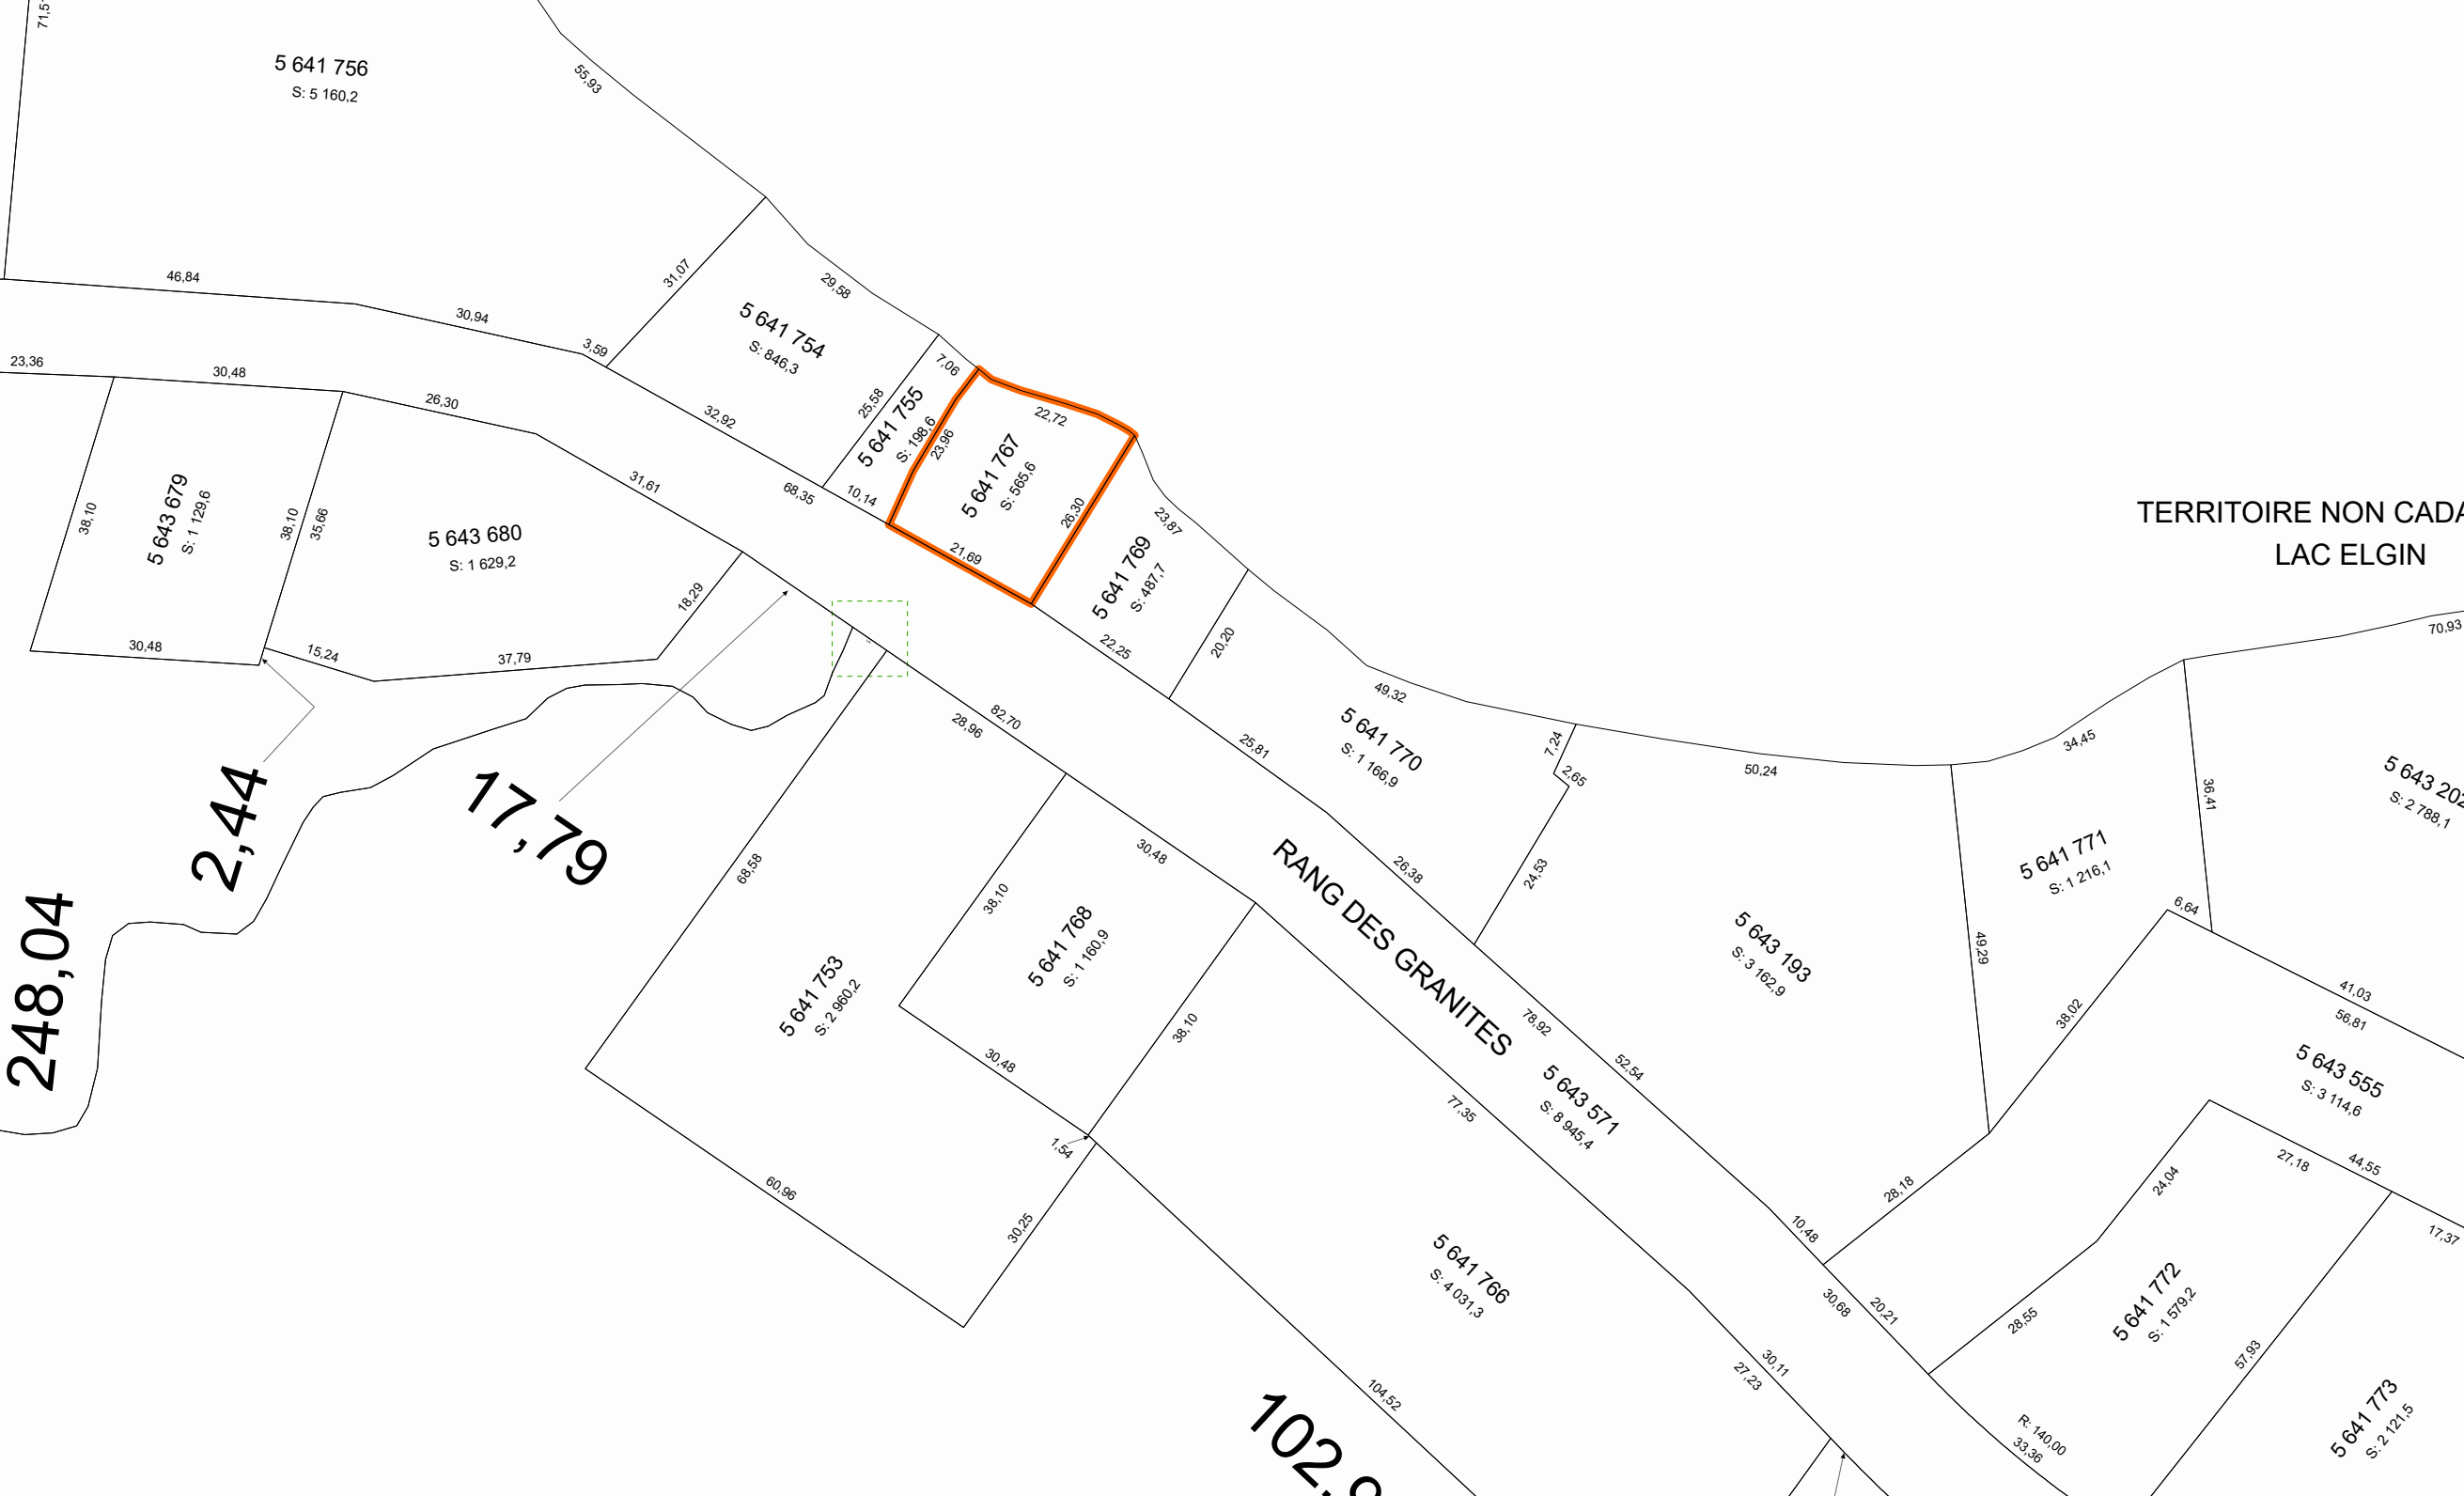 5 641 756
S: 5 160,2
55,93
46,84
30,94
3,59
31,07
29,58
5 641 754
S: 846,3
7,06
25,58
5 641 755
S: 198,6
23,96
22,72
5 641 767
S: 565,6
26,30
21,69
32,92
68,35
10,14
23,36
30,48
26,30
31,61
38,10
5 643 679
S: 1 129,6
38,10
35,66
5 643 680
S: 1 629,2
18,29
30,48
15,24
37,79
5 641 769
S: 487,7
23,87
22,25
20,20
TERRITOIRE NON CADA
LAC ELGIN
70,93
49,32
5 641 770
S: 1 166,9
25,81
7,24
2,65
50,24
34,45
36,41
5 643 202
S: 2 788,1
2,44
17,79
248,04
82,70
28,96
68,58
30,48
38,10
5 641 768
S: 1 160,9
38,10
30,48
5 641 753
S: 2 960,2
1,54
60,96
30,25
RANG DES GRANITES
26,38
24,53
5 643 193
S: 3 162,9
5 641 771
S: 1 216,1
49,29
6,64
38,02
41,03
56,81
5 643 555
S: 3 114,6
78,92
52,54
5 643 571
S: 8 945,4
77,35
28,18
24,04
27,18
44,55
17,37
10,48
30,68
20,21
28,55
5 641 772
S: 1 579,2
57,93
5 641 773
S: 2 121,5
5 641 766
S: 4 031,3
30,11
27,23
104,52
R: 140,00
33,36